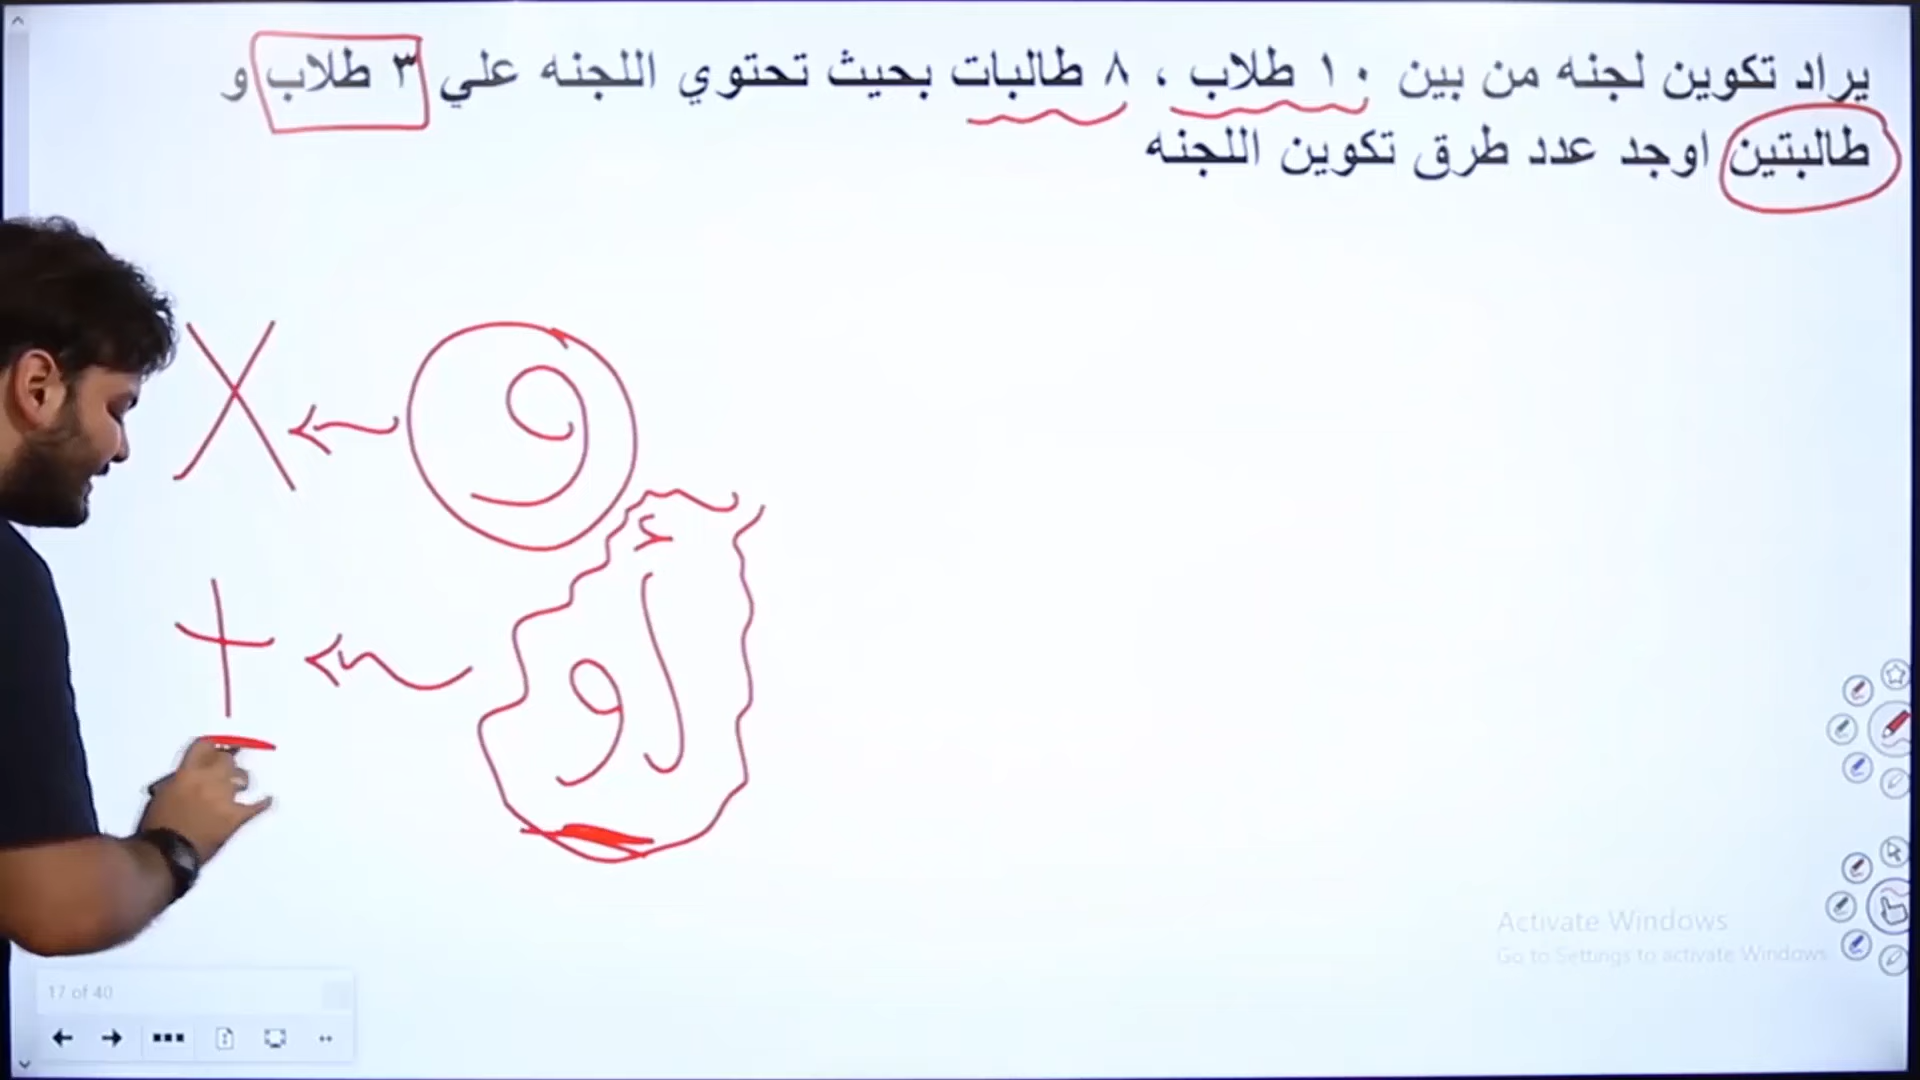 يراد تكوين لجنه من بين ١٠ طلاب ، ٨ طالبات بحيث تحتوي اللجنه علي ٣ طلاب و
طالبتين اوجد عدد طرق تكوين اللجنه
X ← و
+ ← أو
Activate Windows
Go to Settings to activate Windows.
17 of 40